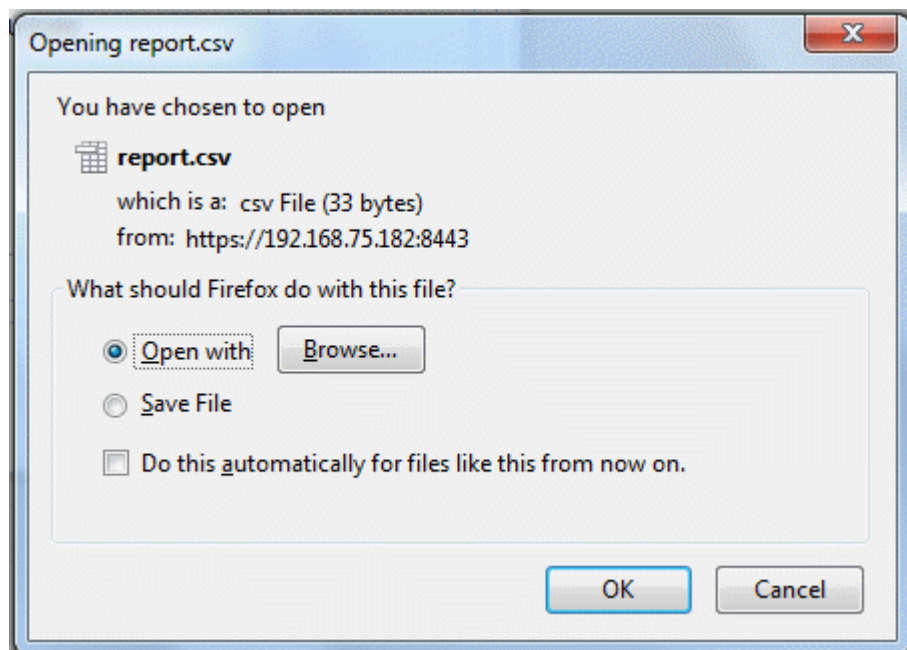 Opening report.csv
You have chosen to open
report.csv
which is a: csv File (33 bytes)
from: https://192.168.75.182:8443
What should Firefox do with this file?
Open with Browse...
Save File
Do this automatically for files like this from now on.
OK Cancel